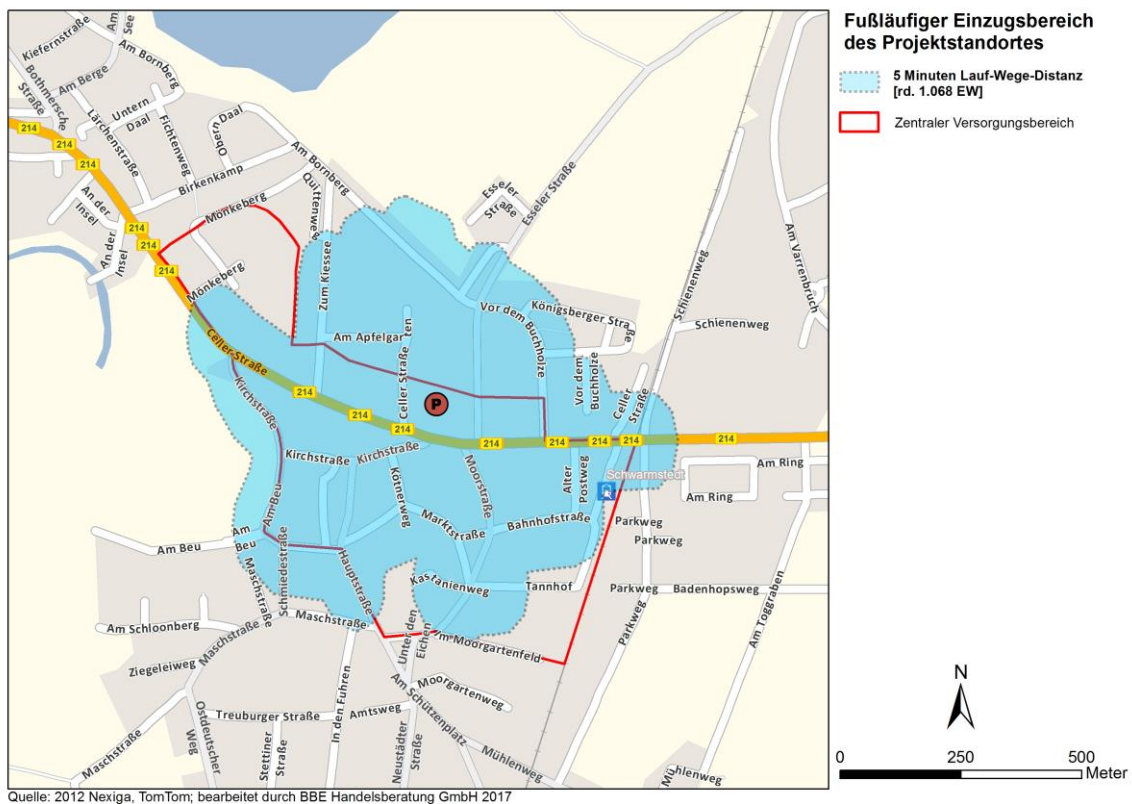 Fußläufiger Einzugsbereich
des Projektstandortes
5 Minuten Lauf-Wege-Distanz
[rd. 1.068 EW]
Zentraler Versorgungsbereich
Kiefernstraße
Am
See
Am Bornberg
Am Berge
Bothmersche
Straße
Untern
Daal
Lärchenstraße
Fichtenweg
Obern
Daal
Am Bornberg
214
214
214
Birkenkamp
Quittenweg
Esseler
Straße
Esseler Straße
An der
Insel
An der
Insel
Mönkeberg
214
214
214
Mönkeberg
Zum Kiessee
Am Varrenbruch
Schienenweg
Schienenweg
Vor dem Buchholze
Königsberger Straße
Am Apfelgarten
Celler Straße
Vor dem
Buchholze
Celler
Straße
Celler-Straße
Kirchstraße
214
P
214
214
214
214
214
214
214
Kirchstraße
Kirchstraße
Körnerweg
Moorstraße
Alter
Postweg
Schwarmstedt
Am Ring
Am Ring
Am Beu
Marktstraße
Bahnhofstraße
Parkweg
Parkweg
Am Beu
Am
Beu
Schmiedestraße
Maschstraße
Hauptstraße
Kastanienweg
Tannhof
Parkweg
Badenhopsweg
Am Toggraben
Am Schloonberg
Maschstraße
Maschstraße
Unter den
Eichen
Im Moorgartenfeld
Parkweg
Ziegeleiweg
In den Fuhren
Am Schützenplatz
Moorgartenweg
Treuburger Straße
Amtsweg
Ostdeutscher
Weg
Stettiner
Straße
Neustädter
Straße
Mühlenweg
Mühlenweg
Maschstraße
N
0
250
500
Meter
Quelle: 2012 Nexiga, TomTom; bearbeitet durch BBE Handelsberatung GmbH 2017